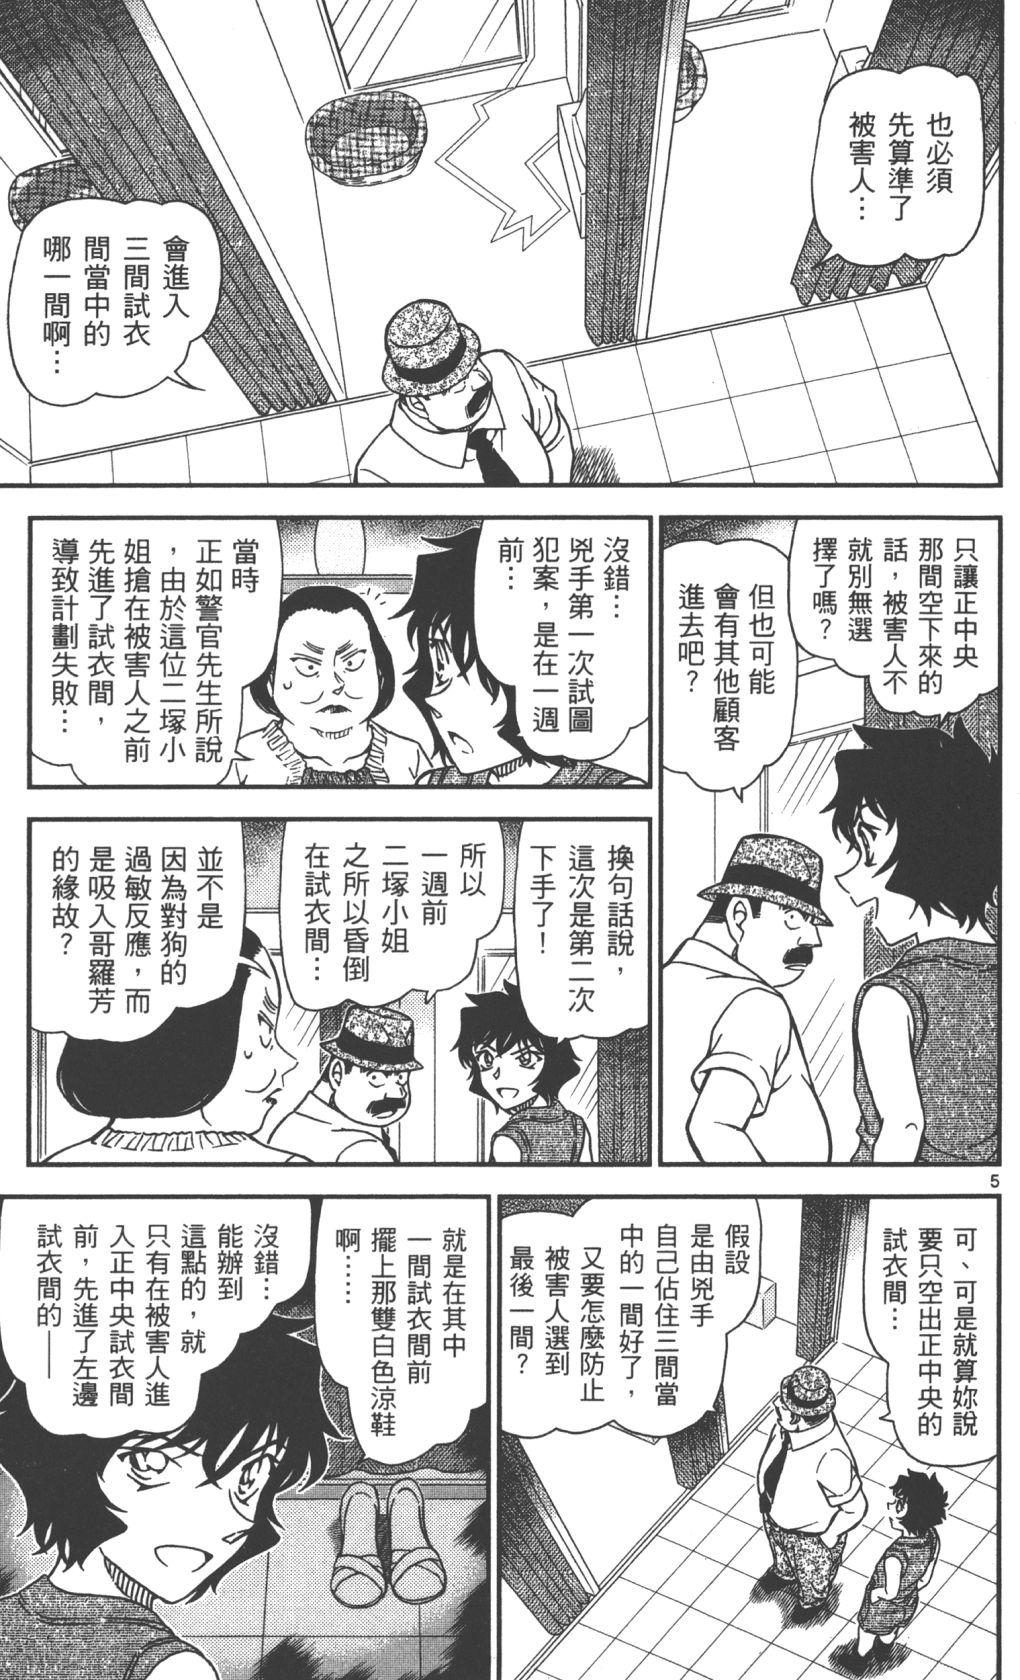 也必須
先算準了
被害人…
會進入
三間試衣
間當中的
哪一間啊…
只讓正中央
那間空下來的
話，被害人不
就別無選
擇了嗎？
但也可能
會有其他顧客
進去吧？
沒錯…
兇手第一次試圖
犯案，是在一週
前…
當時
正如警官先生所說
，由於這位二塚小
姐搶在被害人之前
先進了試衣間，
導致計劃失敗…
換句話說，
這次是第二次
下手了！
所以
一週前
二塚小姐
之所以昏倒
在試衣間…
並不是
因為對狗的
過敏反應，而
是吸入哥羅芳
的緣故？
5
可、可是就算妳說
要只空出正中央的
試衣間…
假設
是由兇手
自己佔住三間當
中的一間好了，
又要怎麼防止
被害人選到
最後一間？
就是在其中
一間試衣間前
擺上那雙白色涼鞋
啊……
沒錯…
能辦到
這點的，就
只有在被害人進
入正中央試衣間
前，先進了左邊
試衣間的──